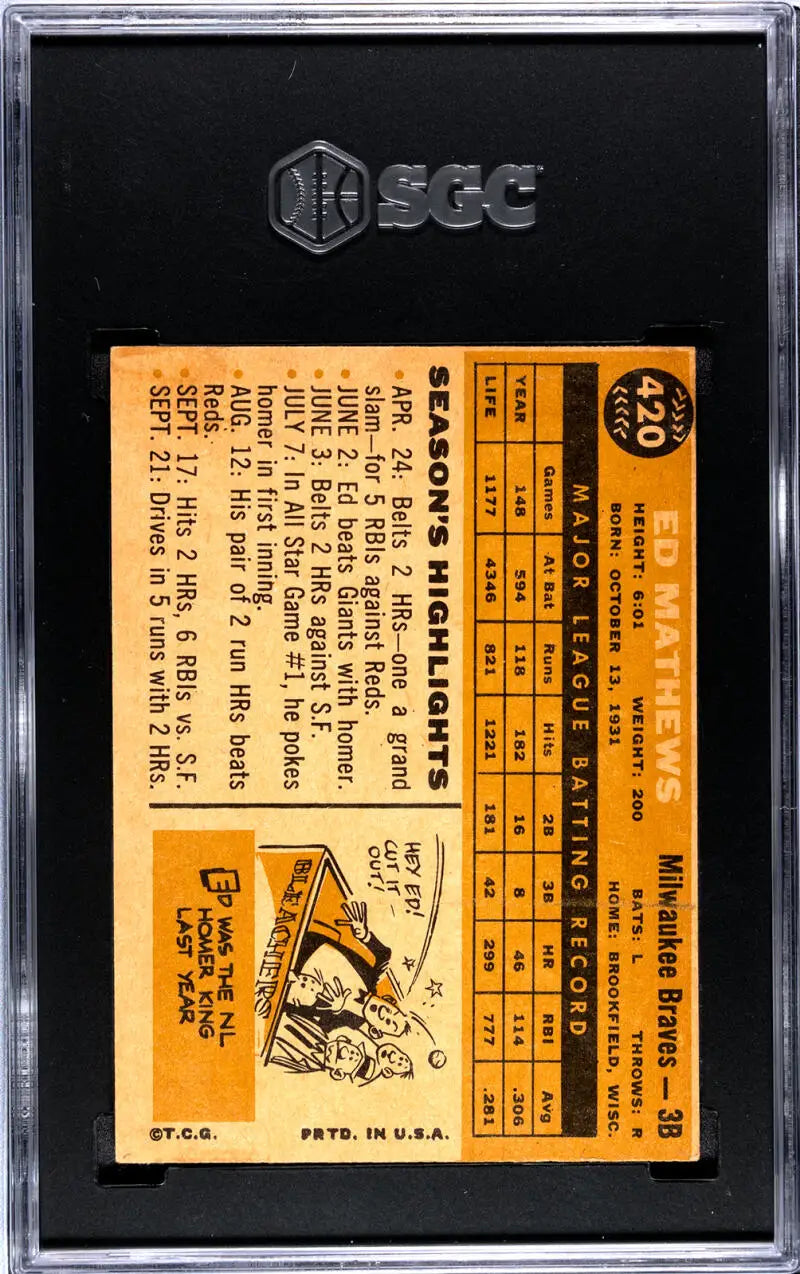 SGC
420
ED MATHEWS
Milwaukee Braves — 3B
HEIGHT: 6:01 WEIGHT: 200 BATS: L THROWS: R
BORN: OCTOBER 13, 1931 HOME: BROOKFIELD, WISC.
MAJOR LEAGUE BATTING RECORD
Games At Bat Runs Hits 2B 3B HR RBI Avg
YEAR 148 594 118 182 16 8 46 114 .306
LIFE 1177 4346 821 1221 181 42 299 777 .281
SEASON'S HIGHLIGHTS
• APR. 24: Belts 2 HRs—one a grand
slam—for 5 RBIs against Reds.
• JUNE 2: Ed beats Giants with homer.
• JUNE 3: Belts 2 HRs against S.F.
• JULY 7: In All Star Game #1, he pokes
homer in first inning.
• AUG. 12: His pair of 2 run HRs beats
Reds.
• SEPT. 17: Hits 2 HRs, 6 RBIs vs. S.F.
• SEPT. 21: Drives in 5 runs with 2 HRs.
HEY ED!
CUT IT —
OUT!
BLEACHERS
ED WAS THE NL
HOMER KING
LAST YEAR
©T.C.G.
PRTD. IN U.S.A.